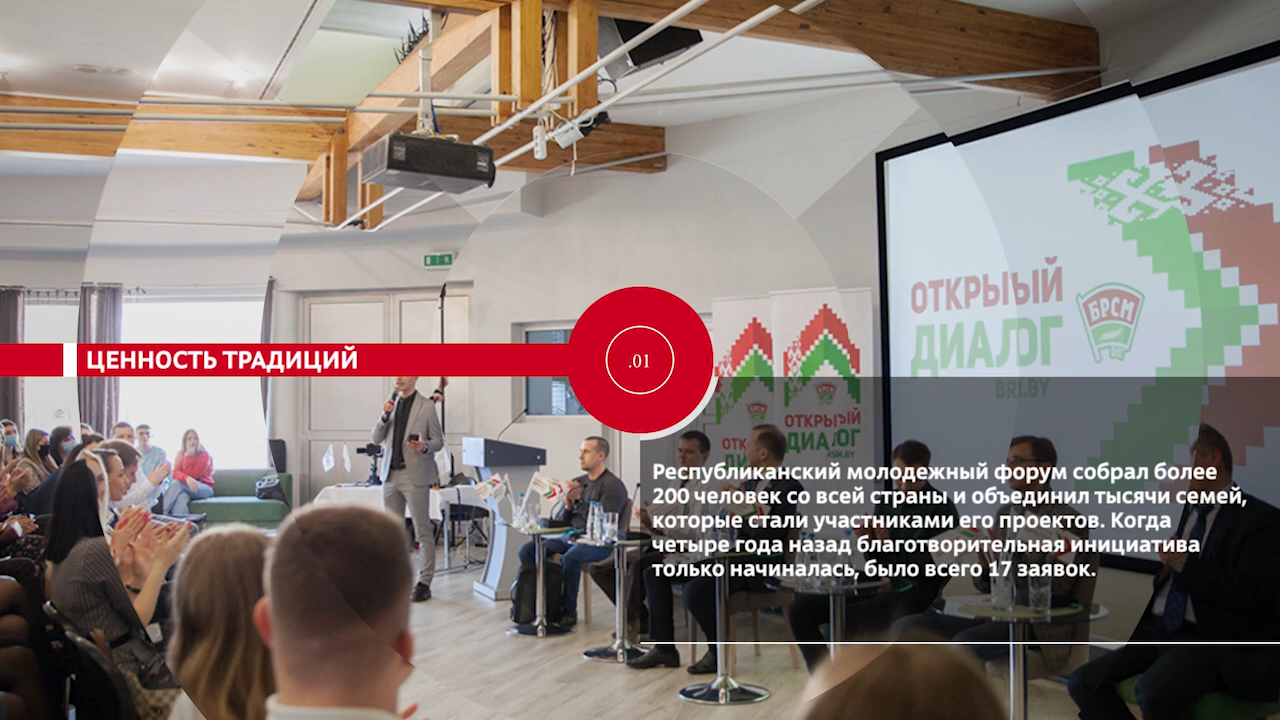 ОТКРЫТЫЙ
ДИАЛОГ
БРСМ
BRSM.BY
ЦЕННОСТЬ ТРАДИЦИЙ
.01
БРСМ
ОТКРЫТЫЙ
ДИАЛОГ
Республиканский молодежный форум собрал более
200 человек со всей страны и объединил тысячи семей,
которые стали участниками его проектов. Когда
четыре года назад благотворительная инициатива
только начиналась, было всего 17 заявок.